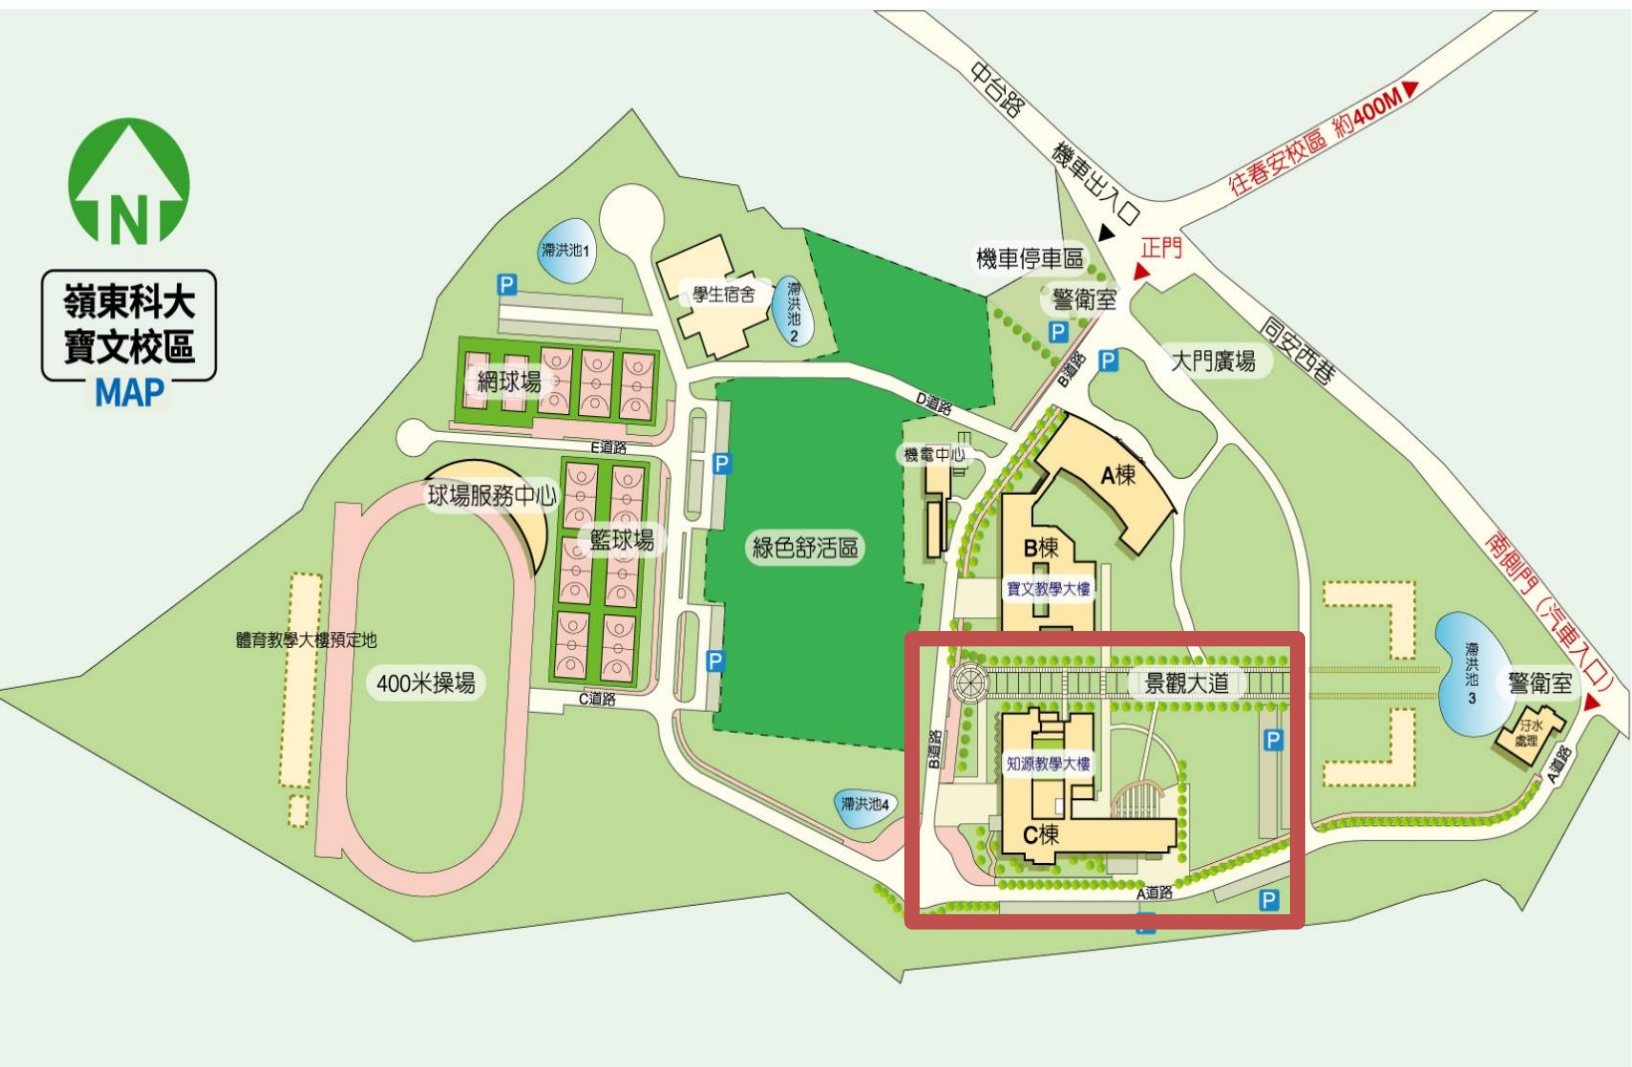 N
嶺東科大
寶文校區
MAP
中台路
機車出入口
往春安校區 約400M
正門
機車停車區
警衛室
P
P
大門廣場
同安西巷
滯洪池1
P
學生宿舍
滯洪池2
網球場
B道路
D道路
E道路
機電中心
A棟
P
球場服務中心
籃球場
綠色舒活區
B棟
寶文教學大樓
南側門（汽車入口）
體育教學大樓預定地
400米操場
P
C道路
景觀大道
滯洪池3
警衛室
汙水
處理
A道路
B道路
知源教學大樓
P
滯洪池4
C棟
A道路
P